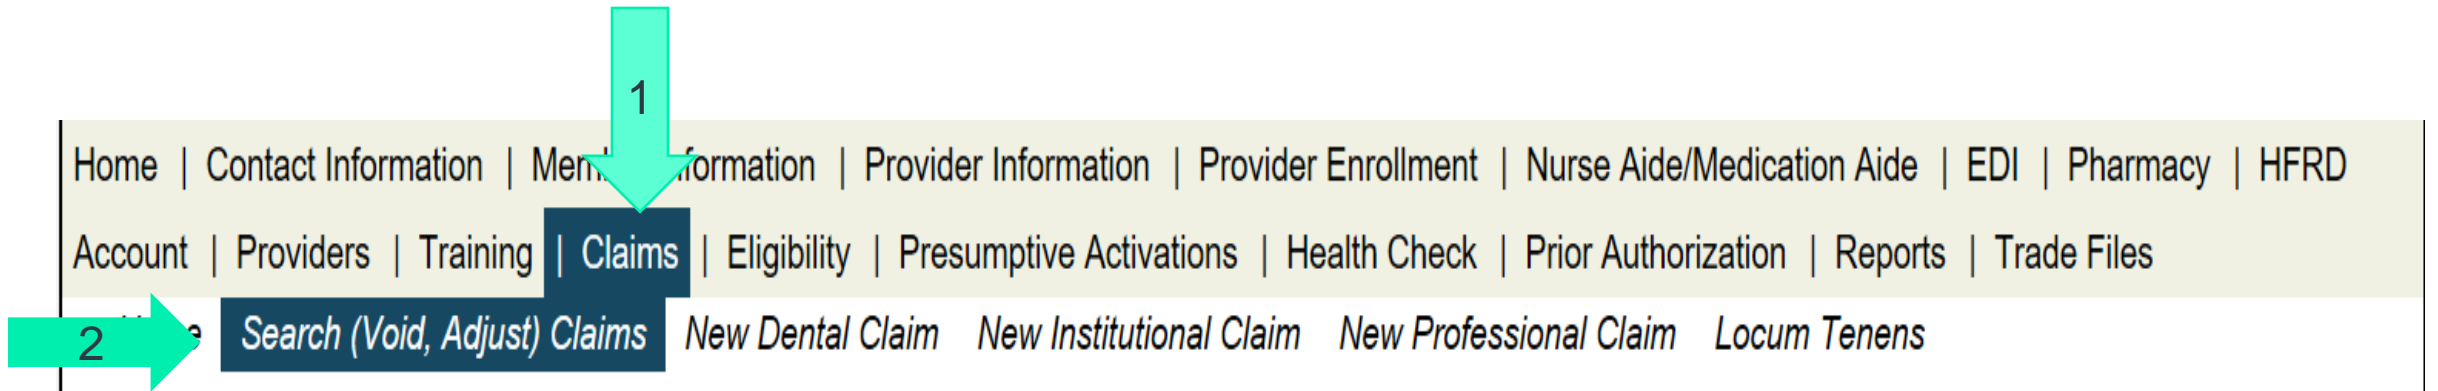 1
Home | Contact Information | Information | Provider Information | Provider Enrollment | Nurse Aide/Medication Aide | EDI | Pharmacy | HFRD
Account | Providers | Training | Claims | Eligibility | Presumptive Activations | Health Check | Prior Authorization | Reports | Trade Files
2 Search (Void, Adjust) Claims New Dental Claim New Institutional Claim New Professional Claim Locum Tenens